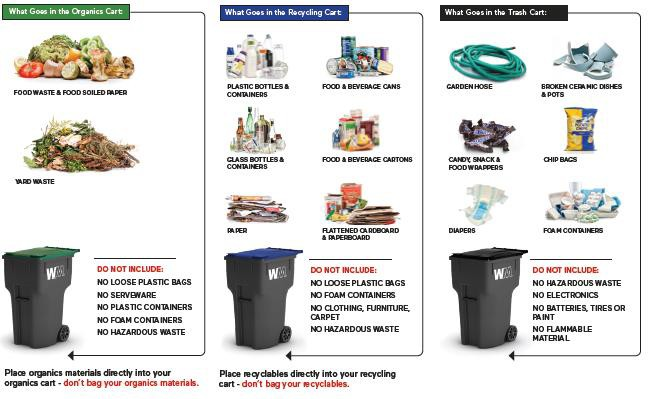 What Goes in the Organics Cart:
FOOD WASTE & FOOD SOILED PAPER
YARD WASTE
WM
DO NOT INCLUDE:
NO LOOSE PLASTIC BAGS
NO SERVEWARE
NO PLASTIC CONTAINERS
NO FOAM CONTAINERS
NO HAZARDOUS WASTE
Place organics materials directly into your
organics cart - don't bag your organics materials.
What Goes in the Recycling Cart:
PLASTIC BOTTLES &
CONTAINERS
FOOD & BEVERAGE CANS
GLASS BOTTLES &
CONTAINERS
FOOD & BEVERAGE CARTONS
PAPER
FLATTENED CARDBOARD
& PAPERBOARD
WM
DO NOT INCLUDE:
NO LOOSE PLASTIC BAGS
NO FOAM CONTAINERS
NO CLOTHING, FURNITURE,
CARPET
NO HAZARDOUS WASTE
Place recyclables directly into your recycling
cart - don't bag your recyclables.
What Goes in the Trash Cart:
GARDEN HOSE
BROKEN CERAMIC DISHES
& POTS
CANDY, SNACK &
FOOD WRAPPERS
POTATO
CHIPS
CHIP BAGS
DIAPERS
FOAM CONTAINERS
WM
DO NOT INCLUDE:
NO HAZARDOUS WASTE
NO ELECTRONICS
NO BATTERIES, TIRES OR
PAINT
NO FLAMMABLE
MATERIAL